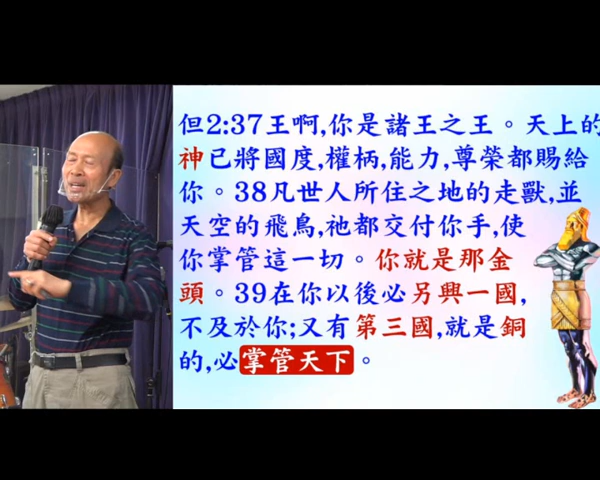 但2:37王啊,你是諸王之王。天上的
神已將國度,權柄,能力,尊榮都賜給
你。38凡世人所住之地的走獸,並
天空的飛鳥,祂都交付你手,使
你掌管這一切。你就是那金
頭。39在你以後必另興一國,
不及於你;又有第三國,就是銅
的,必掌管天下。